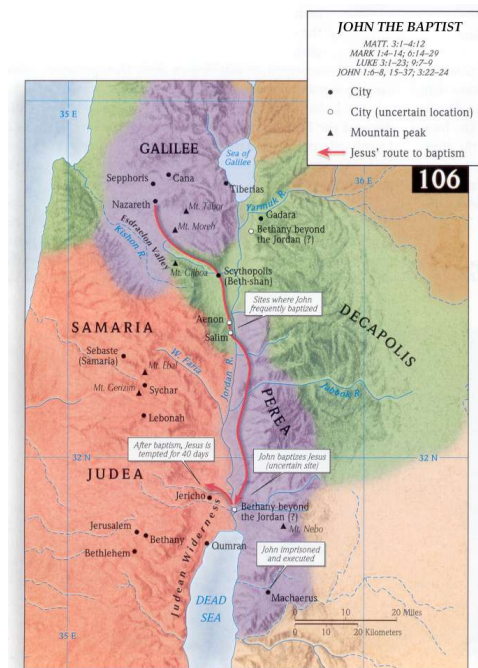 JOHN THE BAPTIST
MATT. 3:1–4:12
MARK 1:4–14; 6:14–29
LUKE 3:1–23; 9:7–9
JOHN 1:6–8, 15–37; 3:22–24
City
City (uncertain location)
Mountain peak
Jesus' route to baptism
106
35 E
36 E
GALILEE
Sea of
Galilee
Sepphoris
Cana
Tiberias
Nazareth
Mt. Tabor
Yarmuk R.
Gadara
Mt. Moreh
Bethany beyond
the Jordan (?)
Esdraelon Valley
Kishon R.
Mt. Gilboa
Scythopolis
(Beth-shan)
Sites where John
frequently baptized
Aenon
Salim
DECAPOLIS
SAMARIA
Sebaste
(Samaria)
Mt. Ebal
W. Faria
Jordan R.
Mt. Gerizim
Sychar
Jabbok R.
Lebonah
PEREA
After baptism, Jesus is
tempted for 40 days
John baptizes Jesus
(uncertain site)
32 N
32 N
JUDEA
Jericho
Bethany beyond
the Jordan (?)
Mt. Nebo
Jerusalem
Bethany
Bethlehem
Qumran
Judean Wilderness
John imprisoned
and executed
DEAD
SEA
Machaerus
0 10 20 Miles
0 10 20 Kilometers
35 E